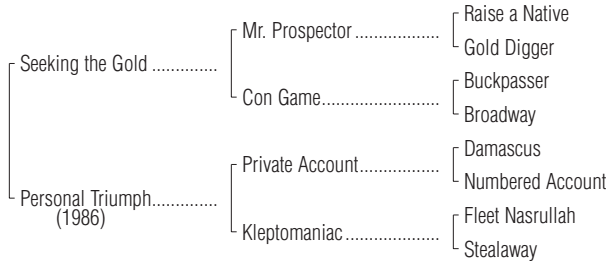 Raise a Native
Mr. Prospector ..................
Gold Digger
Seeking the Gold ..............
Buckpasser
Con Game.........................
Broadway
Damascus
Private Account.................
Numbered Account
Personal Triumph..............
(1986)
Fleet Nasrullah
Kleptomaniac ....................
Stealaway